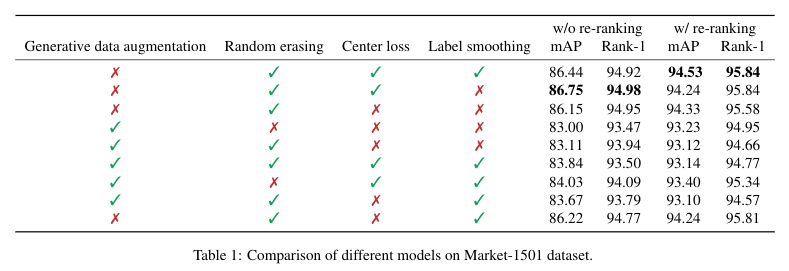 w/o re-ranking w/ re-ranking
Generative data augmentation Random erasing Center loss Label smoothing mAP Rank-1 mAP Rank-1
✗ ✓ ✓ ✓ 86.44 94.92 94.53 95.84
✗ ✓ ✓ ✗ 86.75 94.98 94.24 95.84
✗ ✓ ✗ ✗ 86.15 94.95 94.33 95.58
✓ ✗ ✗ ✗ 83.00 93.47 93.23 94.95
✓ ✓ ✗ ✗ 83.11 93.94 93.12 94.66
✓ ✓ ✓ ✓ 83.84 93.50 93.14 94.77
✓ ✗ ✓ ✓ 84.03 94.09 93.40 95.34
✓ ✓ ✗ ✓ 83.67 93.79 93.10 94.57
✗ ✓ ✗ ✓ 86.22 94.77 94.24 95.81
Table 1: Comparison of different models on Market-1501 dataset.